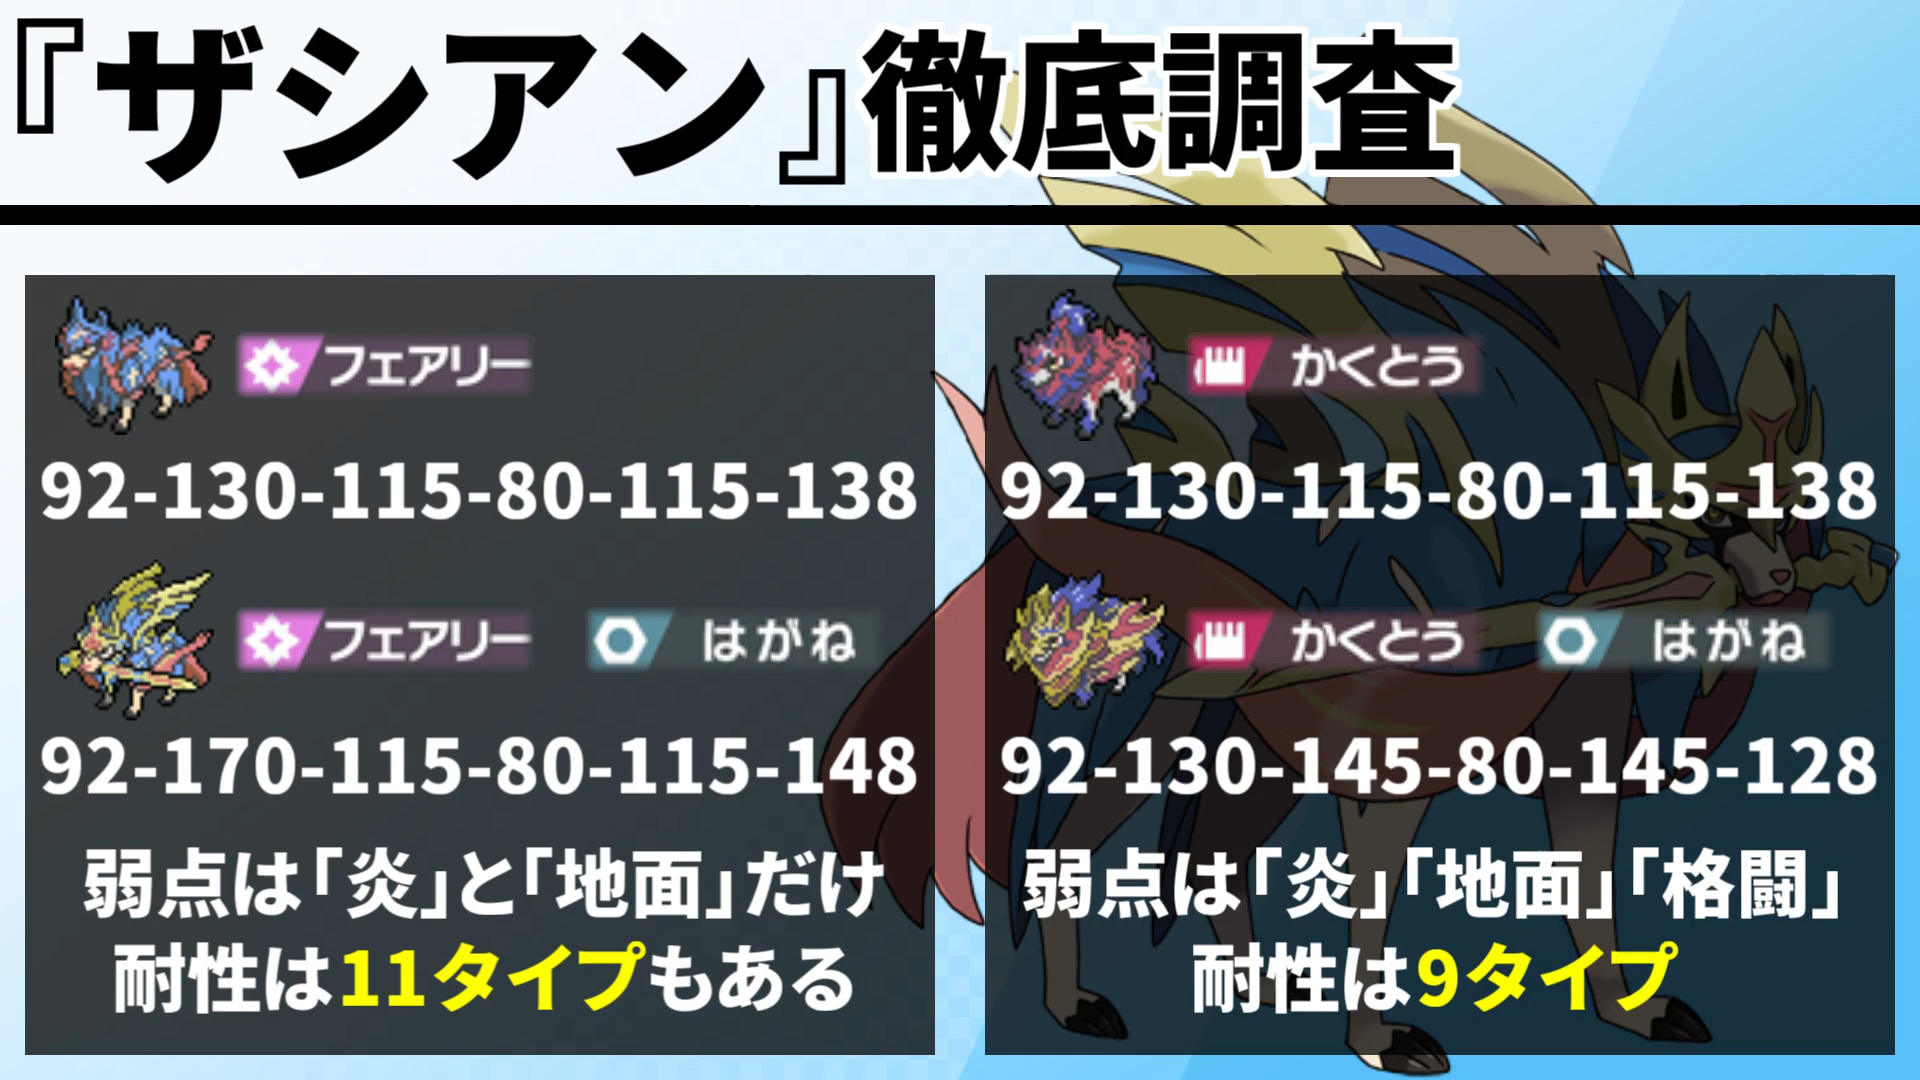 『ザシアン』徹底調査
フェアリー
92-130-115-80-115-138
フェアリー はがね
92-170-115-80-115-148
弱点は「炎」と「地面」だけ
耐性は11タイプもある
かくとう
92-130-115-80-115-138
かくとう はがね
92-130-145-80-145-128
弱点は「炎」「地面」「格闘」
耐性は9タイプ